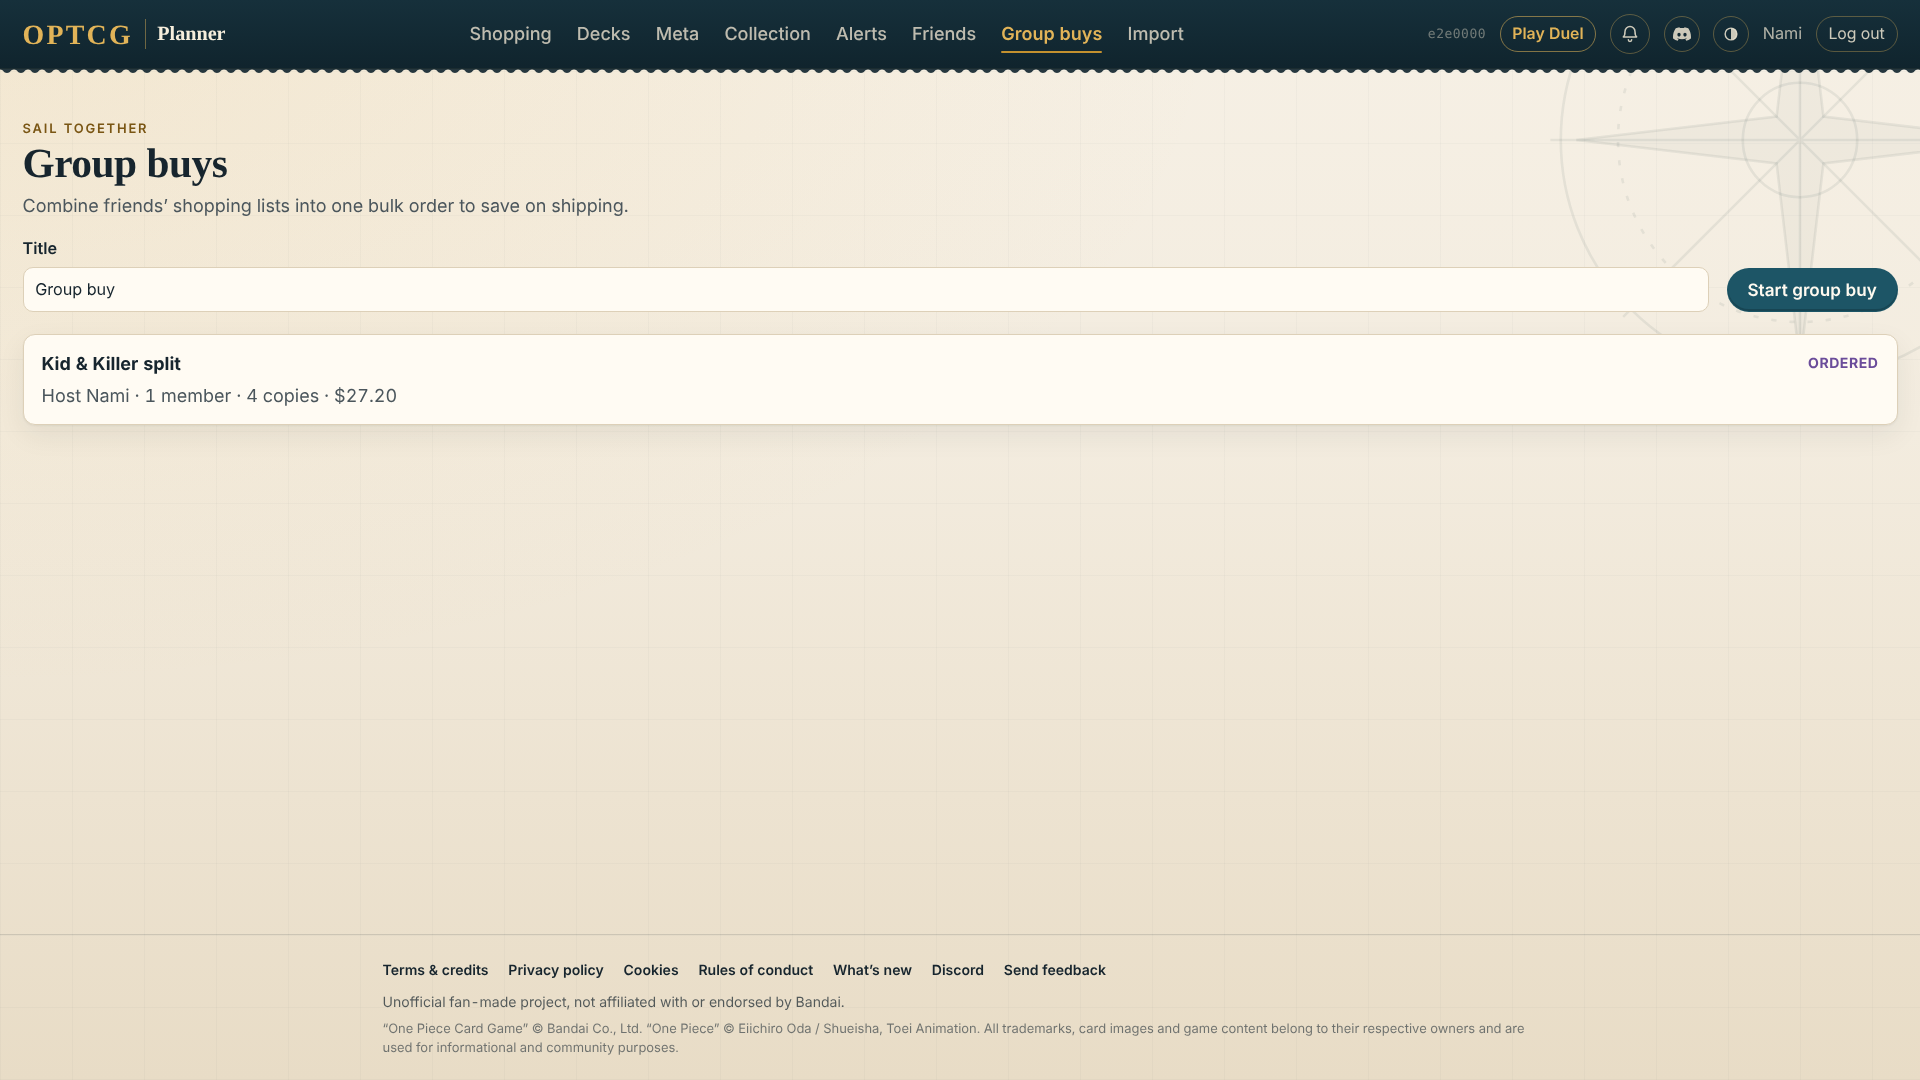 OPTCG Planner Shopping Decks Meta Collection Alerts Friends Group buys Import e2e0000 Play Duel Nami Log out
SAIL TOGETHER
Group buys
Combine friends’ shopping lists into one bulk order to save on shipping.
Title
Group buy Start group buy
Kid & Killer split ORDERED
Host Nami · 1 member · 4 copies · $27.20
Terms & credits Privacy policy Cookies Rules of conduct What’s new Discord Send feedback
Unofficial fan-made project, not affiliated with or endorsed by Bandai.
“One Piece Card Game” © Bandai Co., Ltd. “One Piece” © Eiichiro Oda / Shueisha, Toei Animation. All trademarks, card images and game content belong to their respective owners and are
used for informational and community purposes.